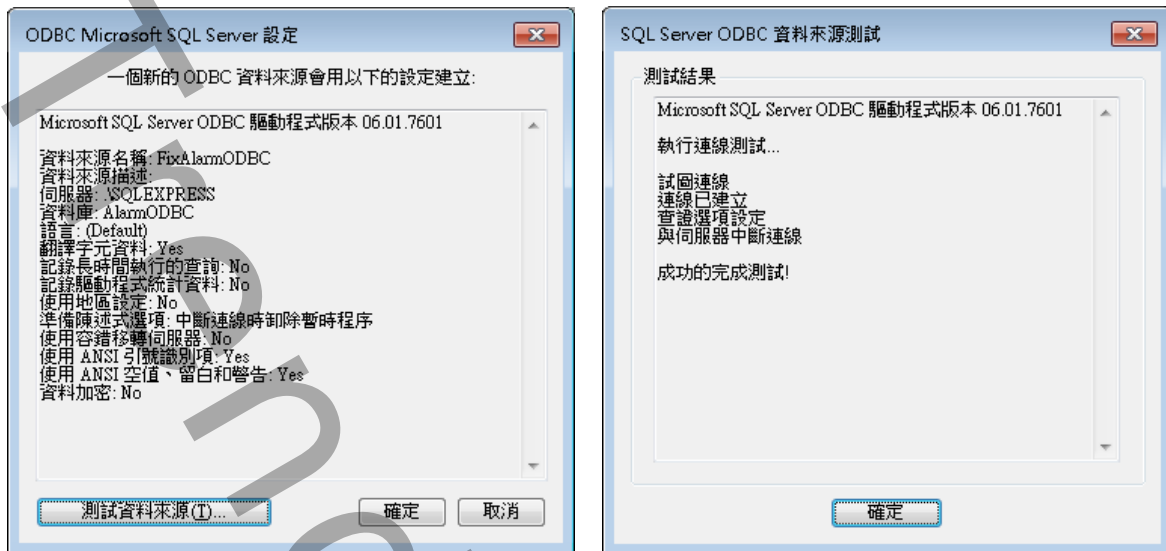 ODBC Microsoft SQL Server 設定
一個新的 ODBC 資料來源會用以下的設定建立:
Microsoft SQL Server ODBC 驅動程式版本 06.01.7601
資料來源名稱: FixAlarmODBC
資料來源描述:
伺服器: .\SQLEXPRESS
資料庫: AlarmODBC
語言: (Default)
翻譯字元資料: Yes
記錄長時間執行的查詢: No
記錄驅動程式統計資料: No
使用地區設定: No
準備陳述式選項: 中斷連線時卸除暫時程序
使用容錯移轉伺服器: No
使用 ANSI 引號識別項: Yes
使用 ANSI 空值、留白和警告: Yes
資料加密: No
測試資料來源(T)...
確定
取消
SQL Server ODBC 資料來源測試
測試結果
Microsoft SQL Server ODBC 驅動程式版本 06.01.7601
執行連線測試...
試圖連線
連線已建立
查證選項設定
與伺服器中斷連線
成功的完成測試!
確定